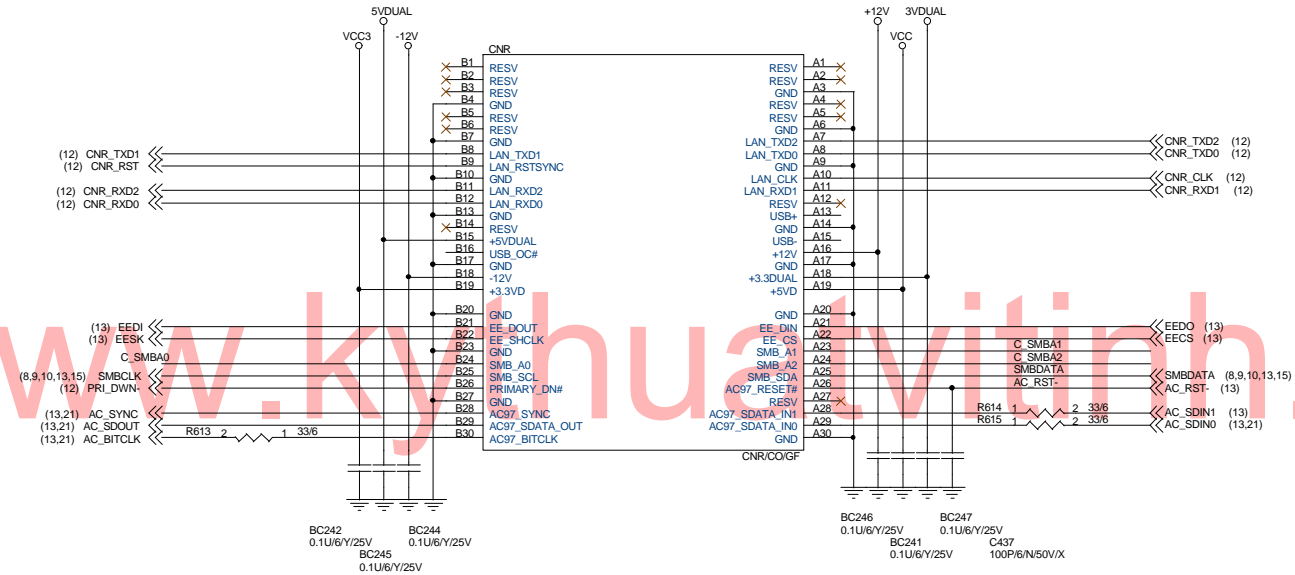 5VDUAL
+12V 3VDUAL
VCC3 -12V
VCC
CNR
B1 RESV RESV A1
B2 RESV RESV A2
B3 RESV GND A3
B4 GND RESV A4
B5 RESV RESV A5
B6 RESV GND A6
B7 GND LAN_TXD2 A7 CNR_TXD2 (12)
(12) CNR_TXD1 B8 LAN_TXD1 LAN_TXD0 A8 CNR_TXD0 (12)
(12) CNR_RST B9 LAN_RSTSYNC GND A9
B10 GND LAN_CLK A10 CNR_CLK (12)
(12) CNR_RXD2 B11 LAN_RXD2 LAN_RXD1 A11 CNR_RXD1 (12)
(12) CNR_RXD0 B12 LAN_RXD0 RESV A12
B13 GND USB+ A13
B14 RESV GND A14
B15 +5VDUAL USB- A15
B16 USB_OC# +12V A16
B17 GND GND A17
B18 -12V +3.3DUAL A18
B19 +3.3VD +5VD A19
B20 GND GND A20
(13) EEDI B21 EE_DOUT EE_DIN A21 EEDO (13)
(13) EESK B22 EE_SHCLK EE_CS A22 EECS (13)
B23 GND SMB_A1 A23 C_SMBA1
C_SMBA0 B24 SMB_A0 SMB_A2 A24 C_SMBA2
(8,9,10,13,15) SMBCLK B25 SMB_SCL SMB_SDA A25 SMBDATA SMBDATA (8,9,10,13,15)
(12) PRI_DWN- B26 PRIMARY_DN# AC97_RESET# A26 AC_RST- AC_RST- (13)
B27 GND RESV A27
(13,21) AC_SYNC B28 AC97_SYNC AC97_SDATA_IN1 A28 R614 1 2 33/6 AC_SDIN1 (13)
(13,21) AC_SDOUT B29 AC97_SDATA_OUT AC97_SDATA_IN0 A29 R615 1 2 33/6 AC_SDIN0 (13,21)
(13,21) AC_BITCLK R613 2 1 33/6 B30 AC97_BITCLK GND A30
CNR/CO/GF
BC242
0.1U/6/Y/25V
BC244
0.1U/6/Y/25V
BC245
0.1U/6/Y/25V
BC246
0.1U/6/Y/25V
BC247
0.1U/6/Y/25V
BC241
0.1U/6/Y/25V
C437
100P/6/N/50V/X
ww.kythuatvitinh.